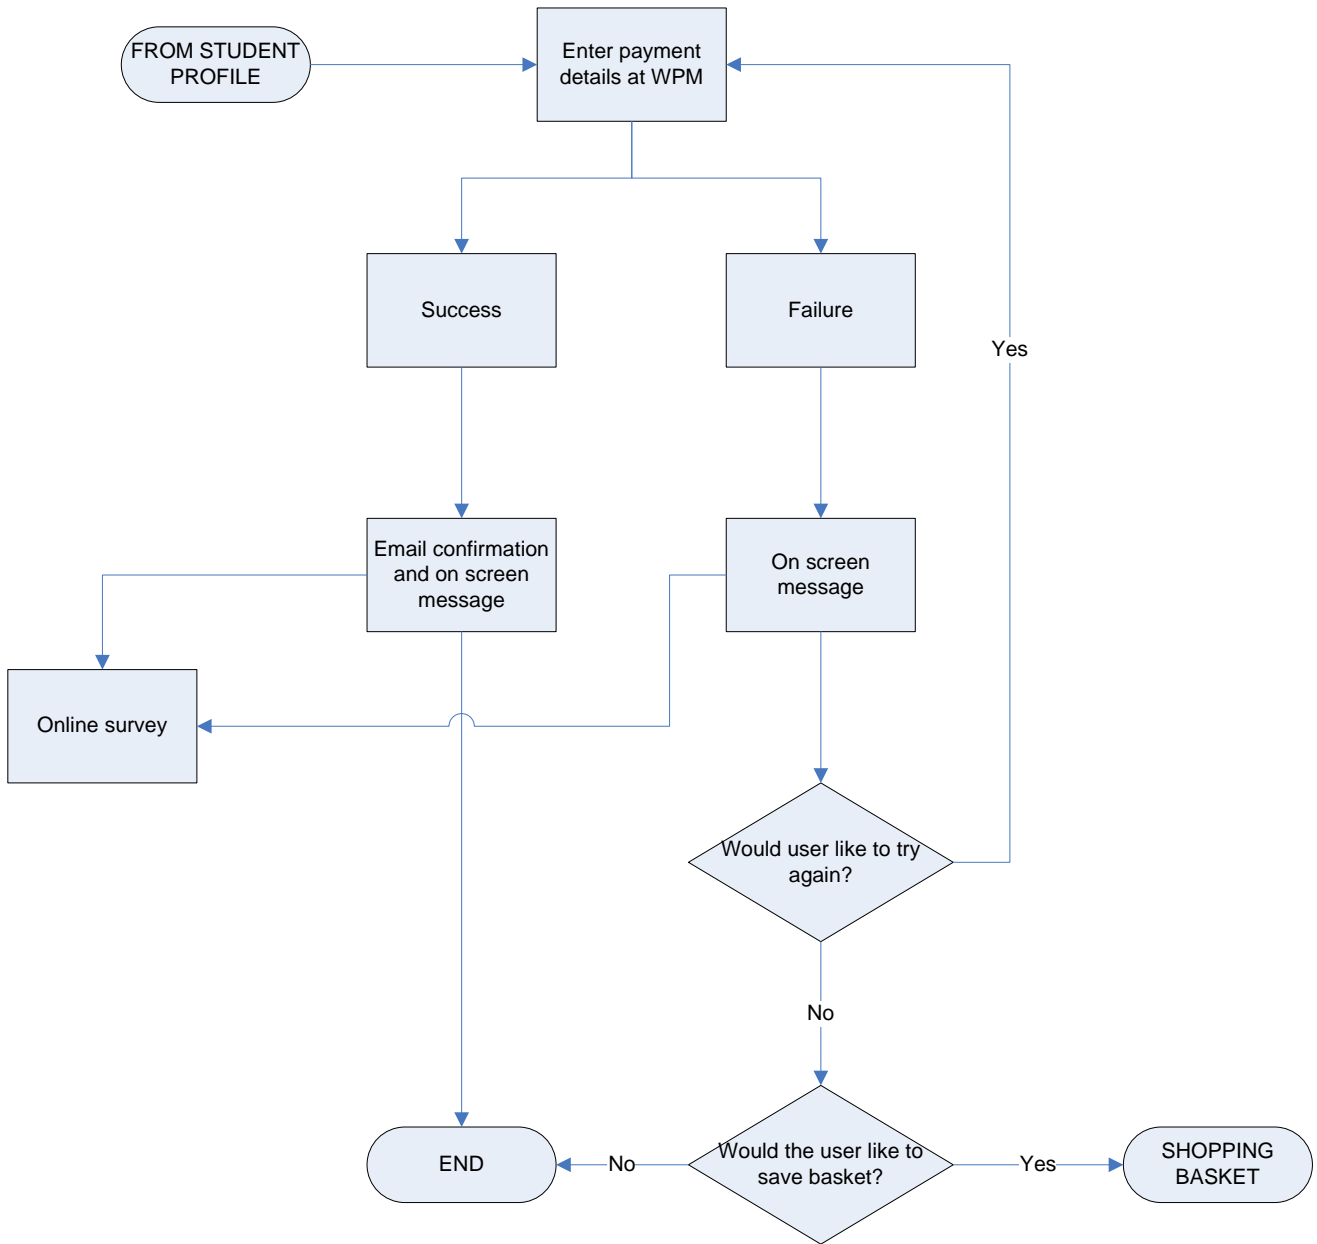 FROM STUDENT
PROFILE
Enter payment
details at WPM
Success
Failure
Yes
Email confirmation
and on screen
message
On screen
message
Online survey
Would user like to try
again?
No
END
No
Would the user like to
save basket?
Yes
SHOPPING
BASKET